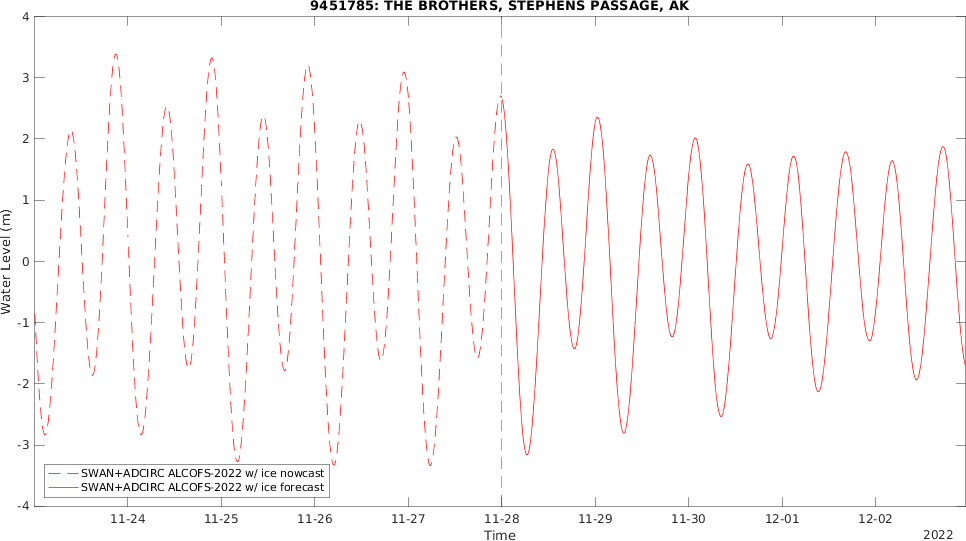 9451785: THE BROTHERS, STEPHENS PASSAGE, AK
4
3
2
1
0
-1
-2
-3
-4
Water Level (m)
SWAN+ADCIRC ALCOFS-2022 w/ ice nowcast
SWAN+ADCIRC ALCOFS-2022 w/ ice forecast
11-24 11-25 11-26 11-27 11-28 11-29 11-30 12-01 12-02
Time
2022